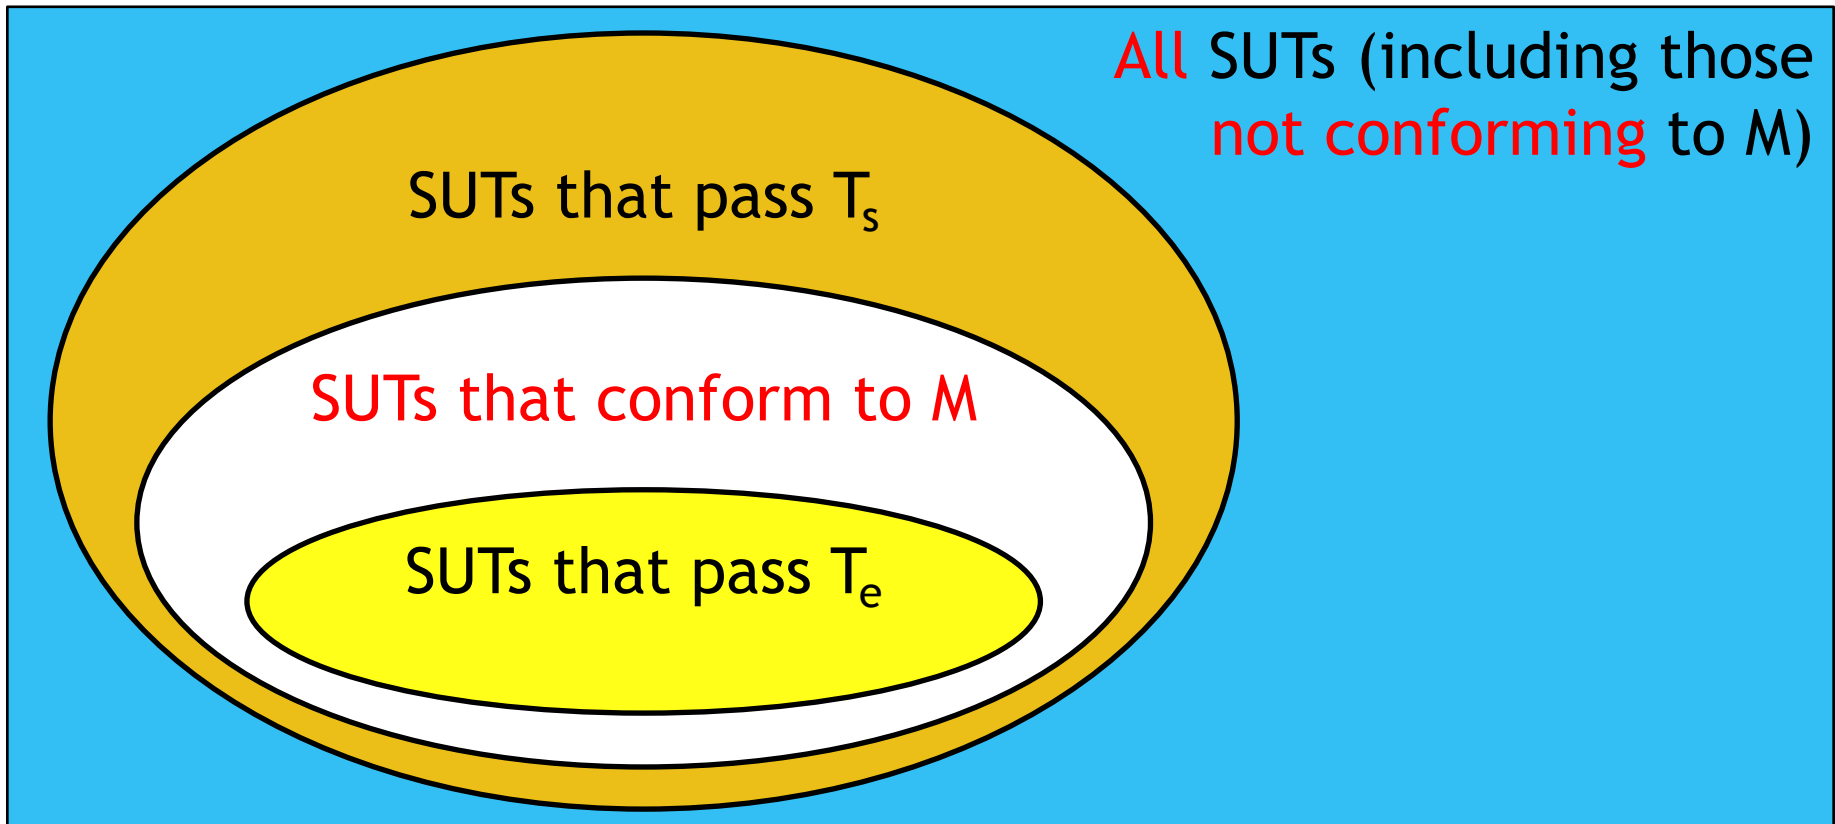 All SUTs (including those
not conforming to M)
SUTs that pass Ts
SUTs that conform to M
SUTs that pass Te